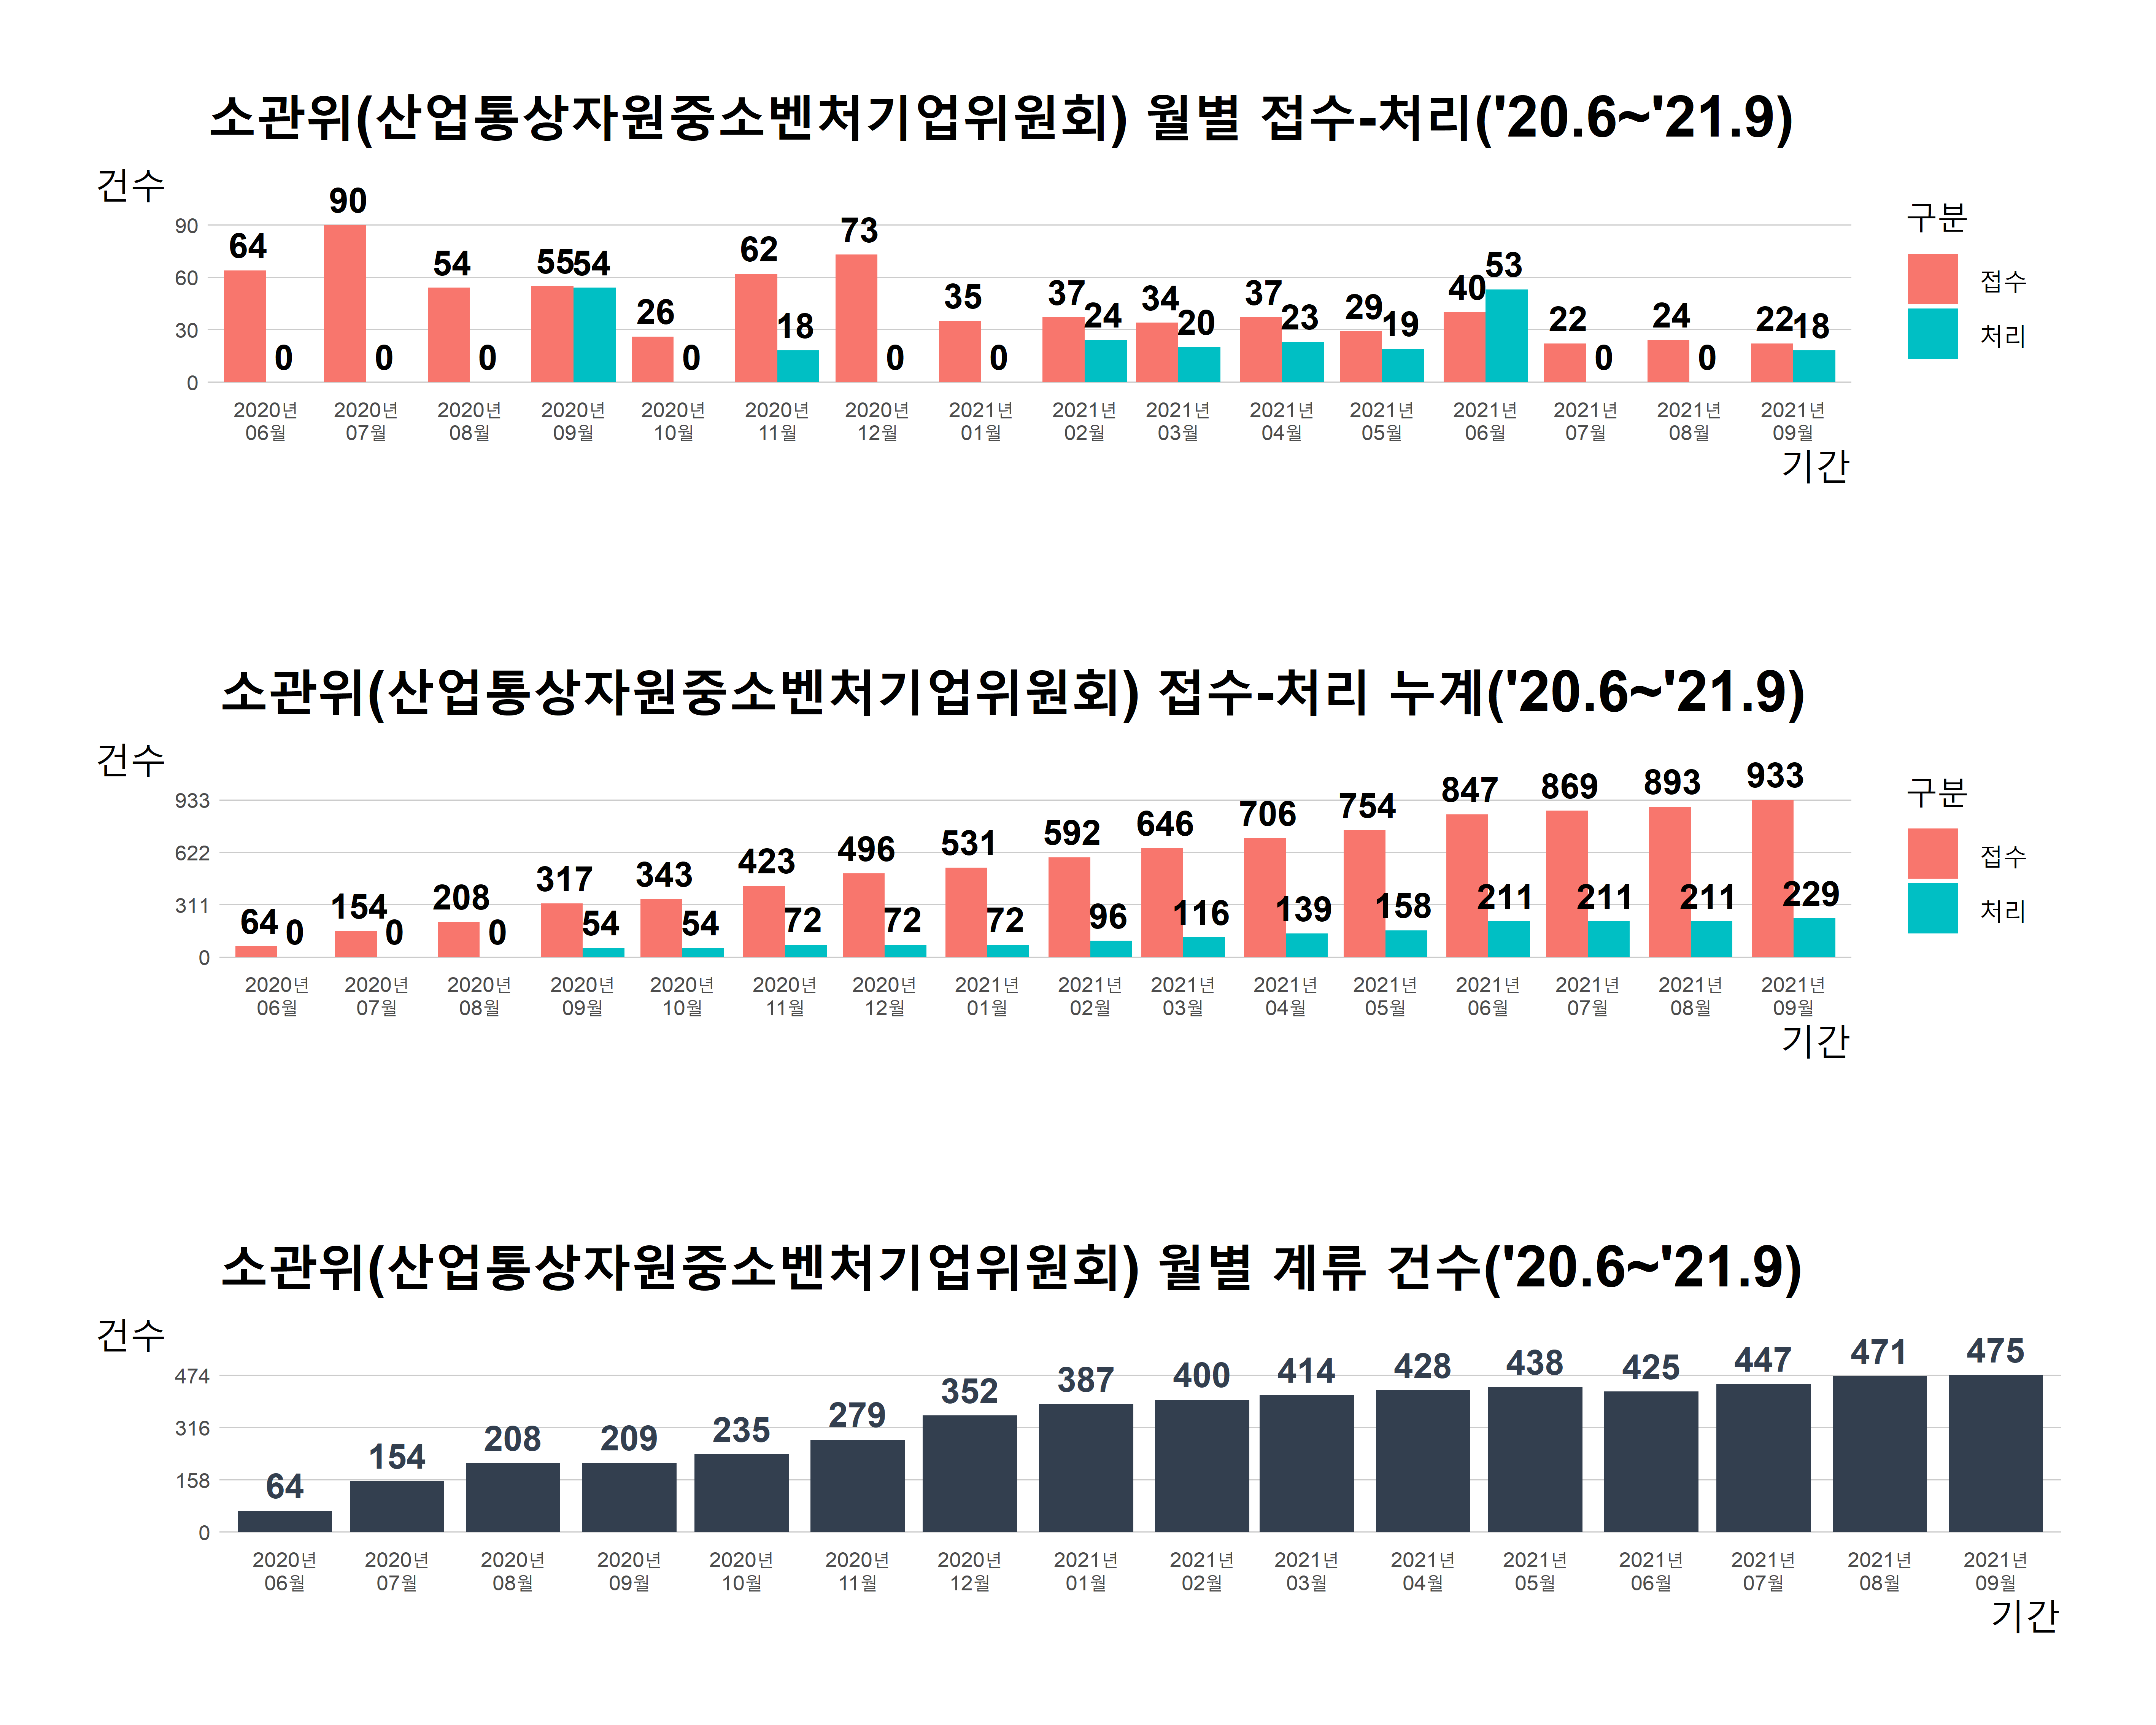 소관위(산업통상자원중소벤처기업위원회) 월별 접수-처리('20.6~'21.9)
건수
90
60
30
0
64 0 90 0 54 0 55 54 26 0 62 18 73 0 35 0 37 24 34 20 37 23 29 19 40 53 22 0 24 0 22 18
2020년 2020년 2020년 2020년 2020년 2020년 2020년 2021년 2021년 2021년 2021년 2021년 2021년 2021년 2021년 2021년
06월 07월 08월 09월 10월 11월 12월 01월 02월 03월 04월 05월 06월 07월 08월 09월
기간
구분
접수
처리
소관위(산업통상자원중소벤처기업위원회) 접수-처리 누계('20.6~'21.9)
건수
933
622
311
0
64 0 154 0 208 0 317 54 343 54 423 72 496 72 531 72 592 96 646 116 706 139 754 158 847 211 869 211 893 211 933 229
2020년 2020년 2020년 2020년 2020년 2020년 2020년 2021년 2021년 2021년 2021년 2021년 2021년 2021년 2021년 2021년
06월 07월 08월 09월 10월 11월 12월 01월 02월 03월 04월 05월 06월 07월 08월 09월
기간
구분
접수
처리
소관위(산업통상자원중소벤처기업위원회) 월별 계류 건수('20.6~'21.9)
건수
474
316
158
0
64 154 208 209 235 279 352 387 400 414 428 438 425 447 471 475
2020년 2020년 2020년 2020년 2020년 2020년 2020년 2021년 2021년 2021년 2021년 2021년 2021년 2021년 2021년 2021년
06월 07월 08월 09월 10월 11월 12월 01월 02월 03월 04월 05월 06월 07월 08월 09월
기간